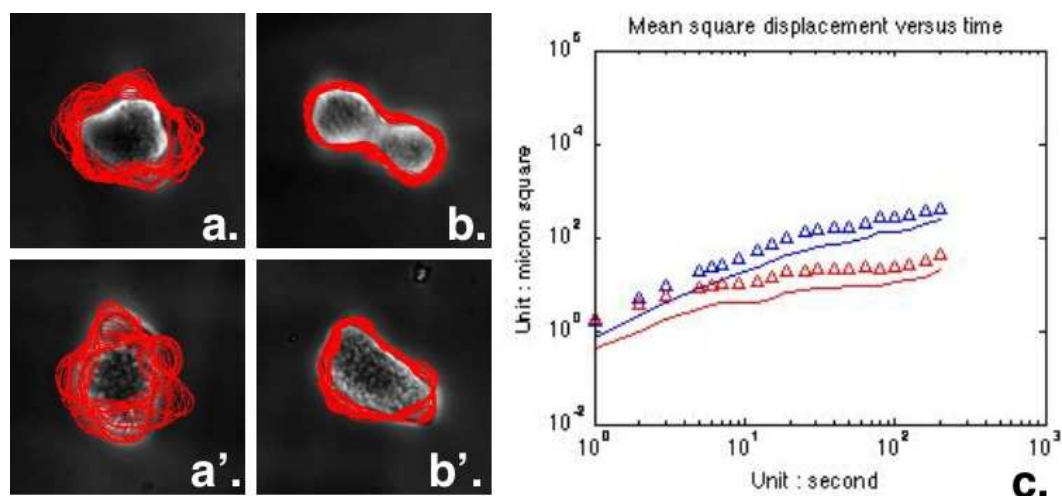 a.
b.
a'.
b'.
Mean square displacement versus time
Unit : micron square
10^6
10^4
10^2
10^0
10^-2
10^0
10^1
10^2
10^3
Unit : second
c.